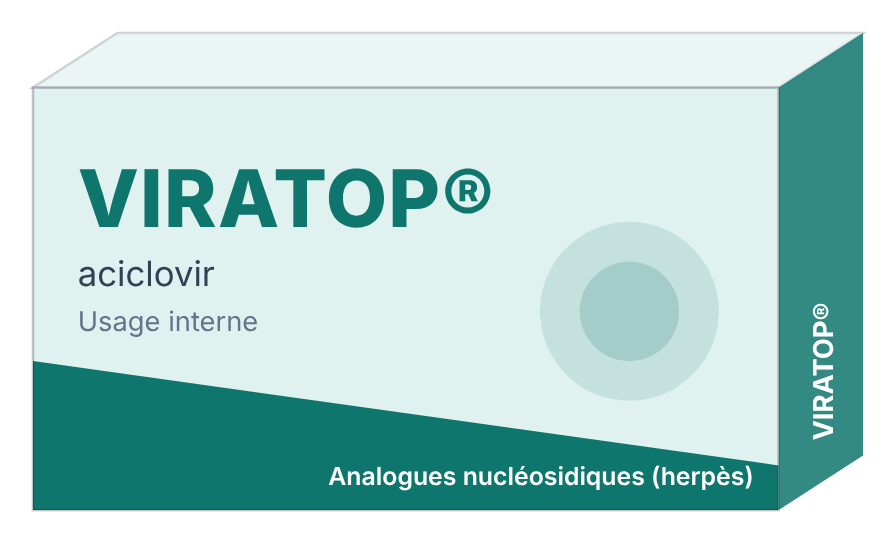 VIRATOP®
aciclovir
Usage interne
Analogues nucléosidiques (herpès)
VIRATOP®